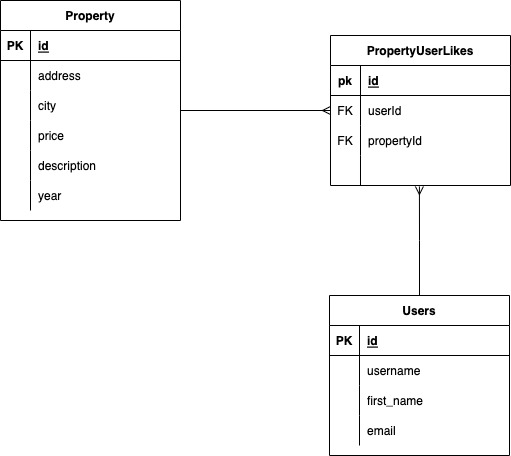 Property
PK id
address
city
price
description
year
PropertyUserLikes
pk id
FK userId
FK propertyId
Users
PK id
username
first_name
email